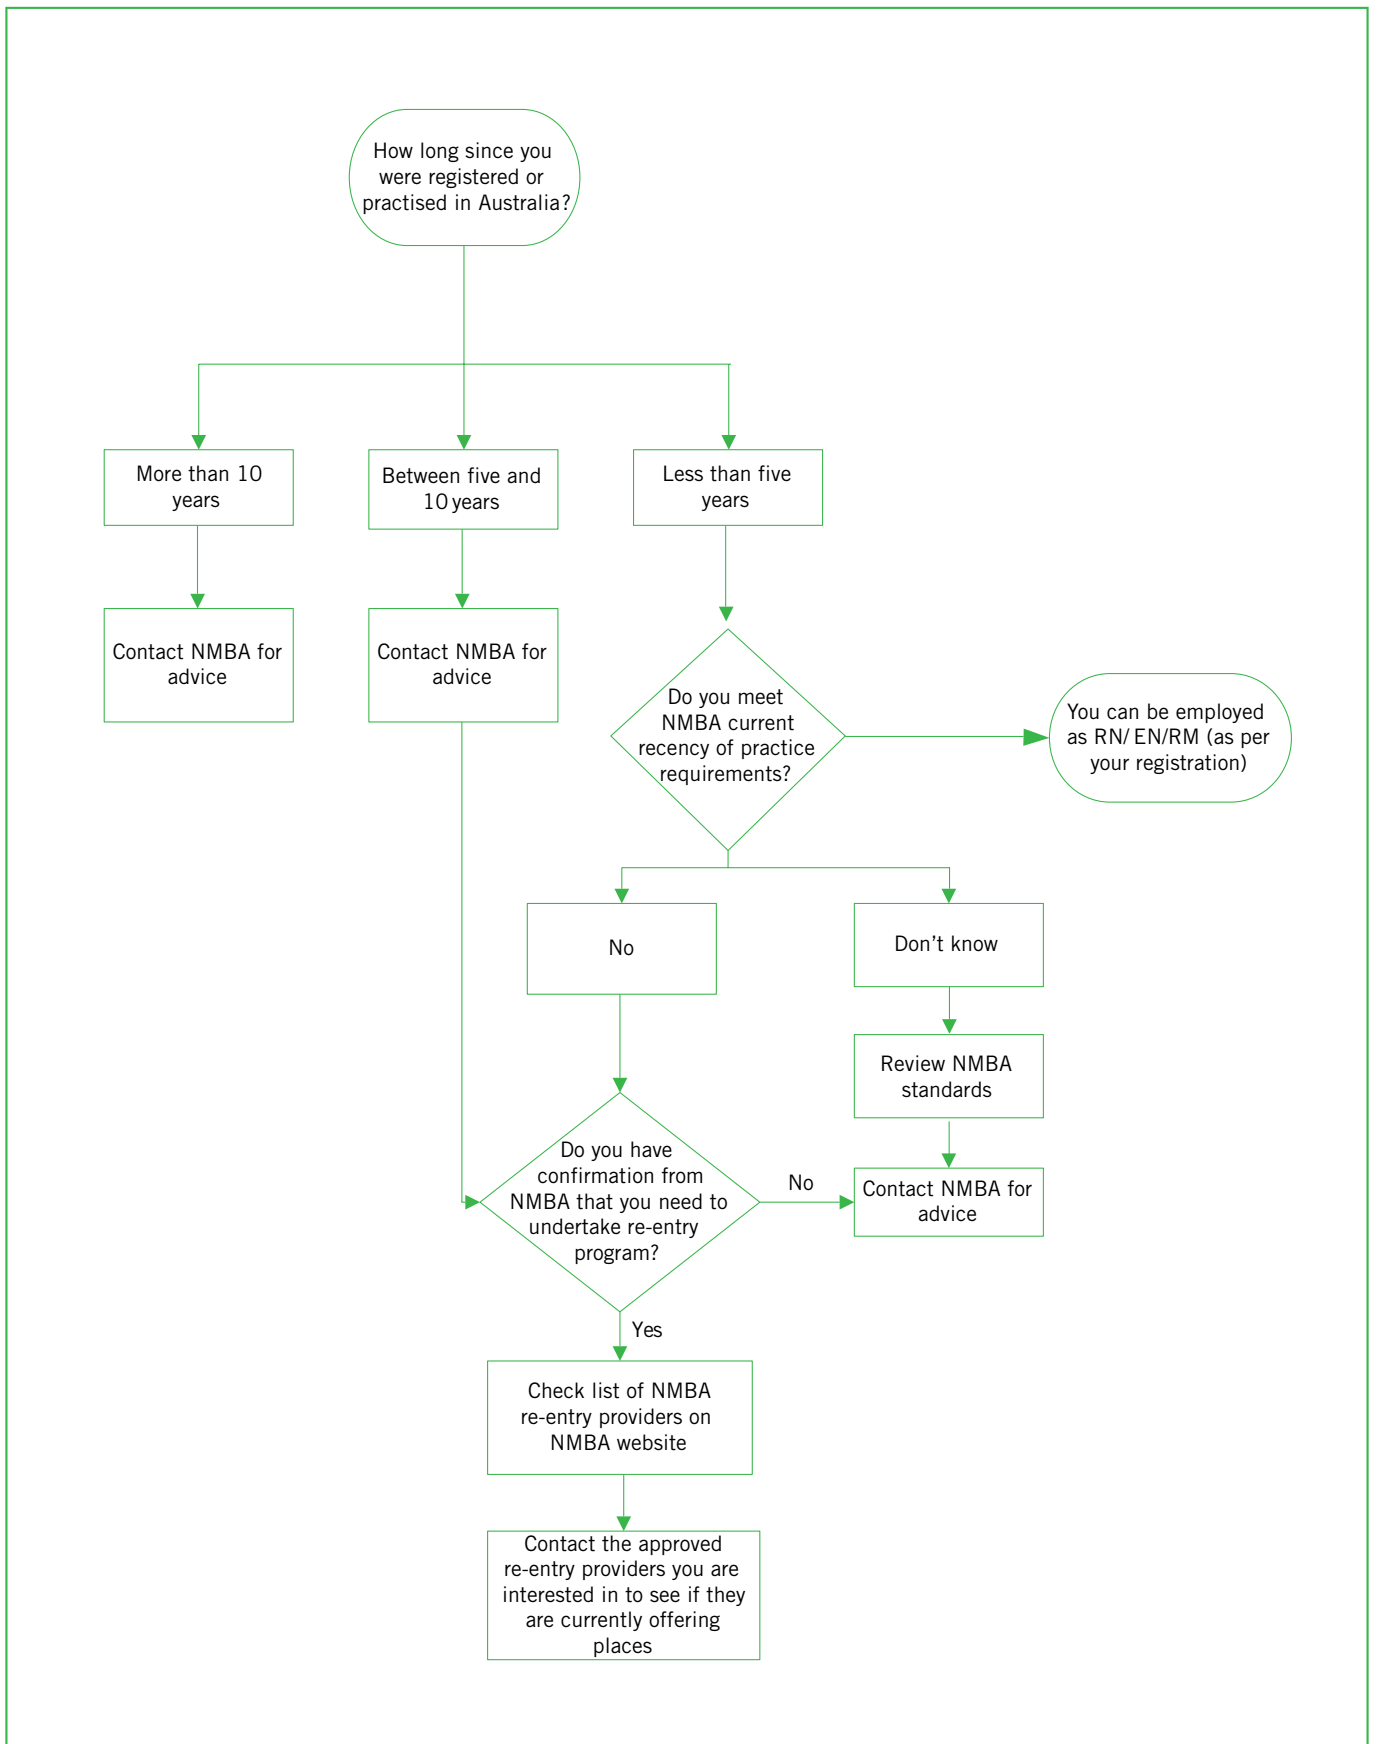 How long since you
were registered or
practised in Australia?
More than 10
years
Between five and
10 years
Less than five
years
Contact NMBA for
advice
Contact NMBA for
advice
Do you meet
NMBA current
recency of practice
requirements?
You can be employed
as RN/ EN/RM (as per
your registration)
No
Don't know
Review NMBA
standards
Do you have
confirmation from
NMBA that you need to
undertake re-entry
program?
No
Contact NMBA for
advice
Yes
Check list of NMBA
re-entry providers on
NMBA website
Contact the approved
re-entry providers you are
interested in to see if they
are currently offering
places